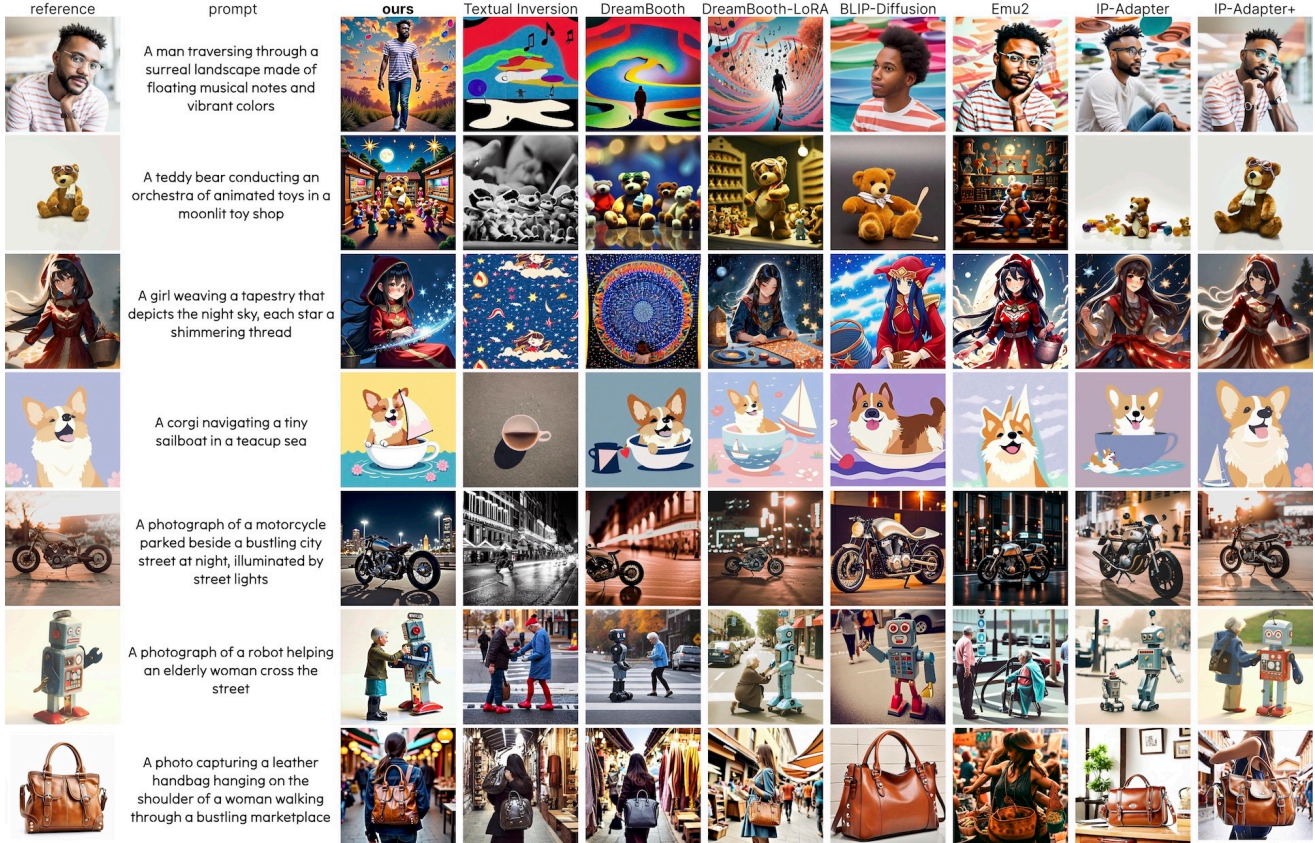 reference
prompt
ours
Textual Inversion
DreamBooth
DreamBooth-LoRA
BLIP-Diffusion
Emu2
IP-Adapter
IP-Adapter+
A man traversing through a
surreal landscape made of
floating musical notes and
vibrant colors
A teddy bear conducting an
orchestra of animated toys in a
moonlit toy shop
A girl weaving a tapestry that
depicts the night sky, each star a
shimmering thread
A corgi navigating a tiny
sailboat in a teacup sea
A photograph of a motorcycle
parked beside a bustling city
street at night, illuminated by
street lights
A photograph of a robot helping
an elderly woman cross the
street
A photo capturing a leather
handbag hanging on the
shoulder of a woman walking
through a bustling marketplace